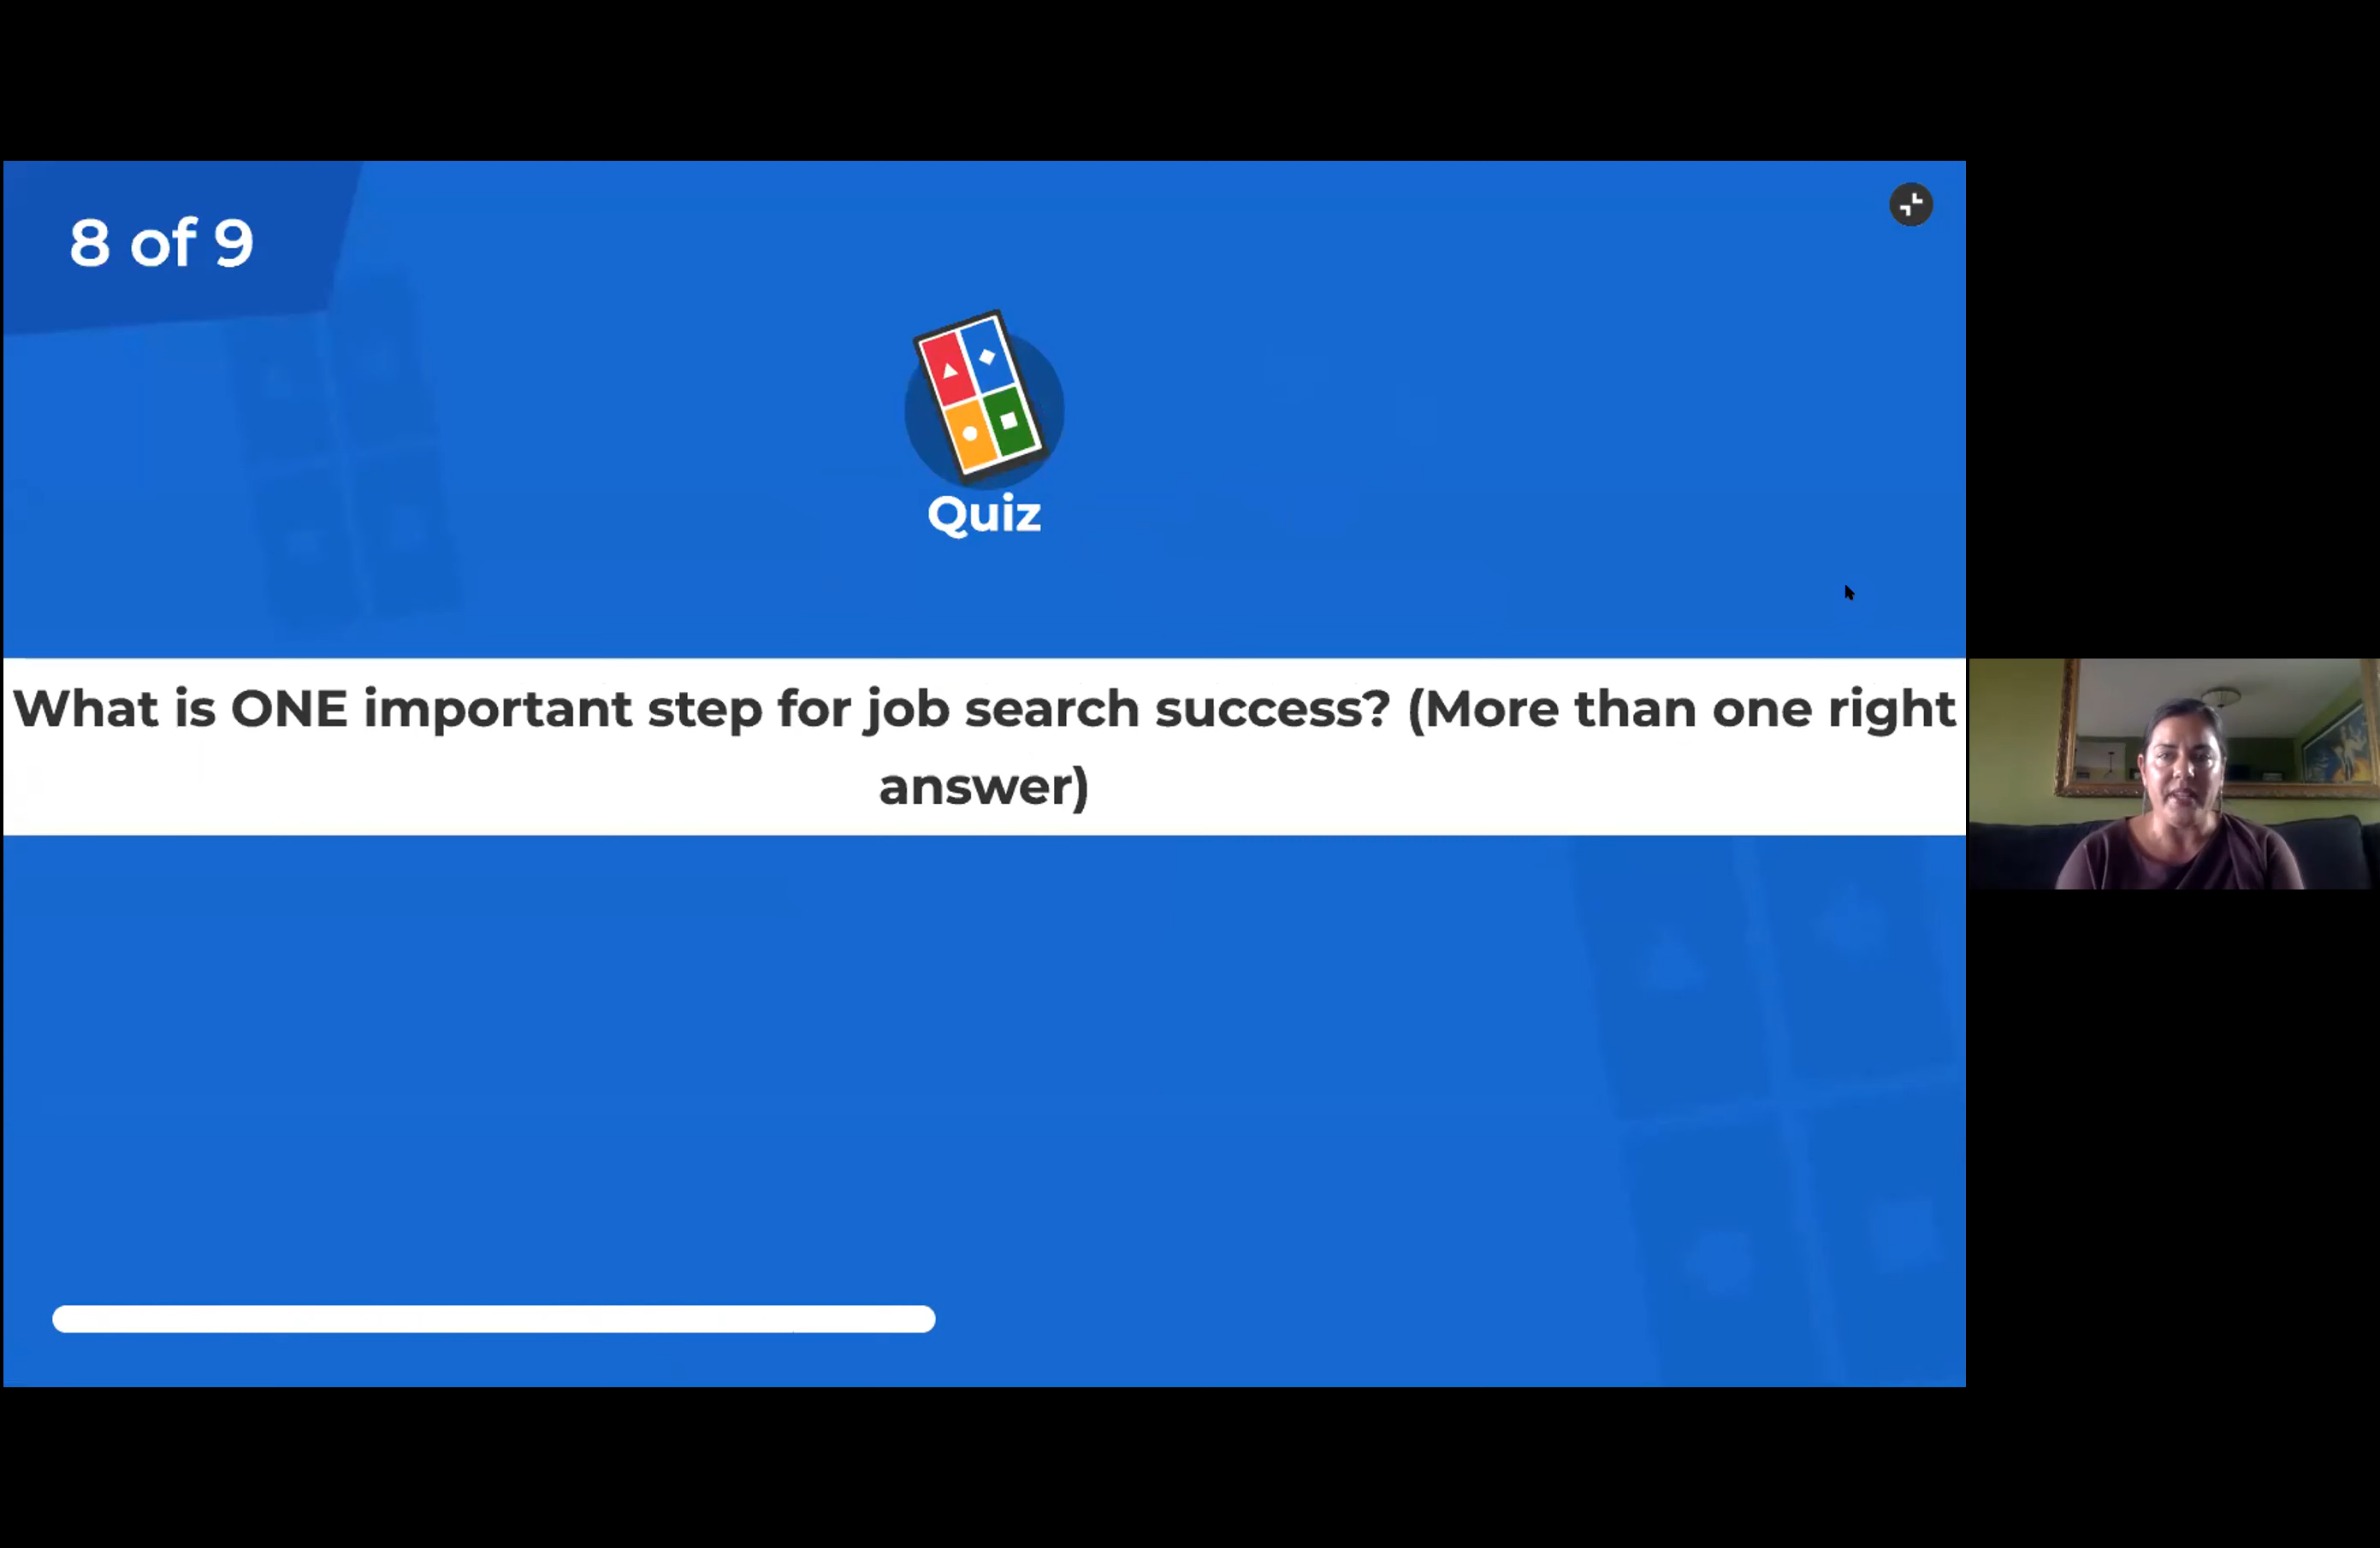 8 of 9
Quiz
What is ONE important step for job search success? (More than one right
answer)